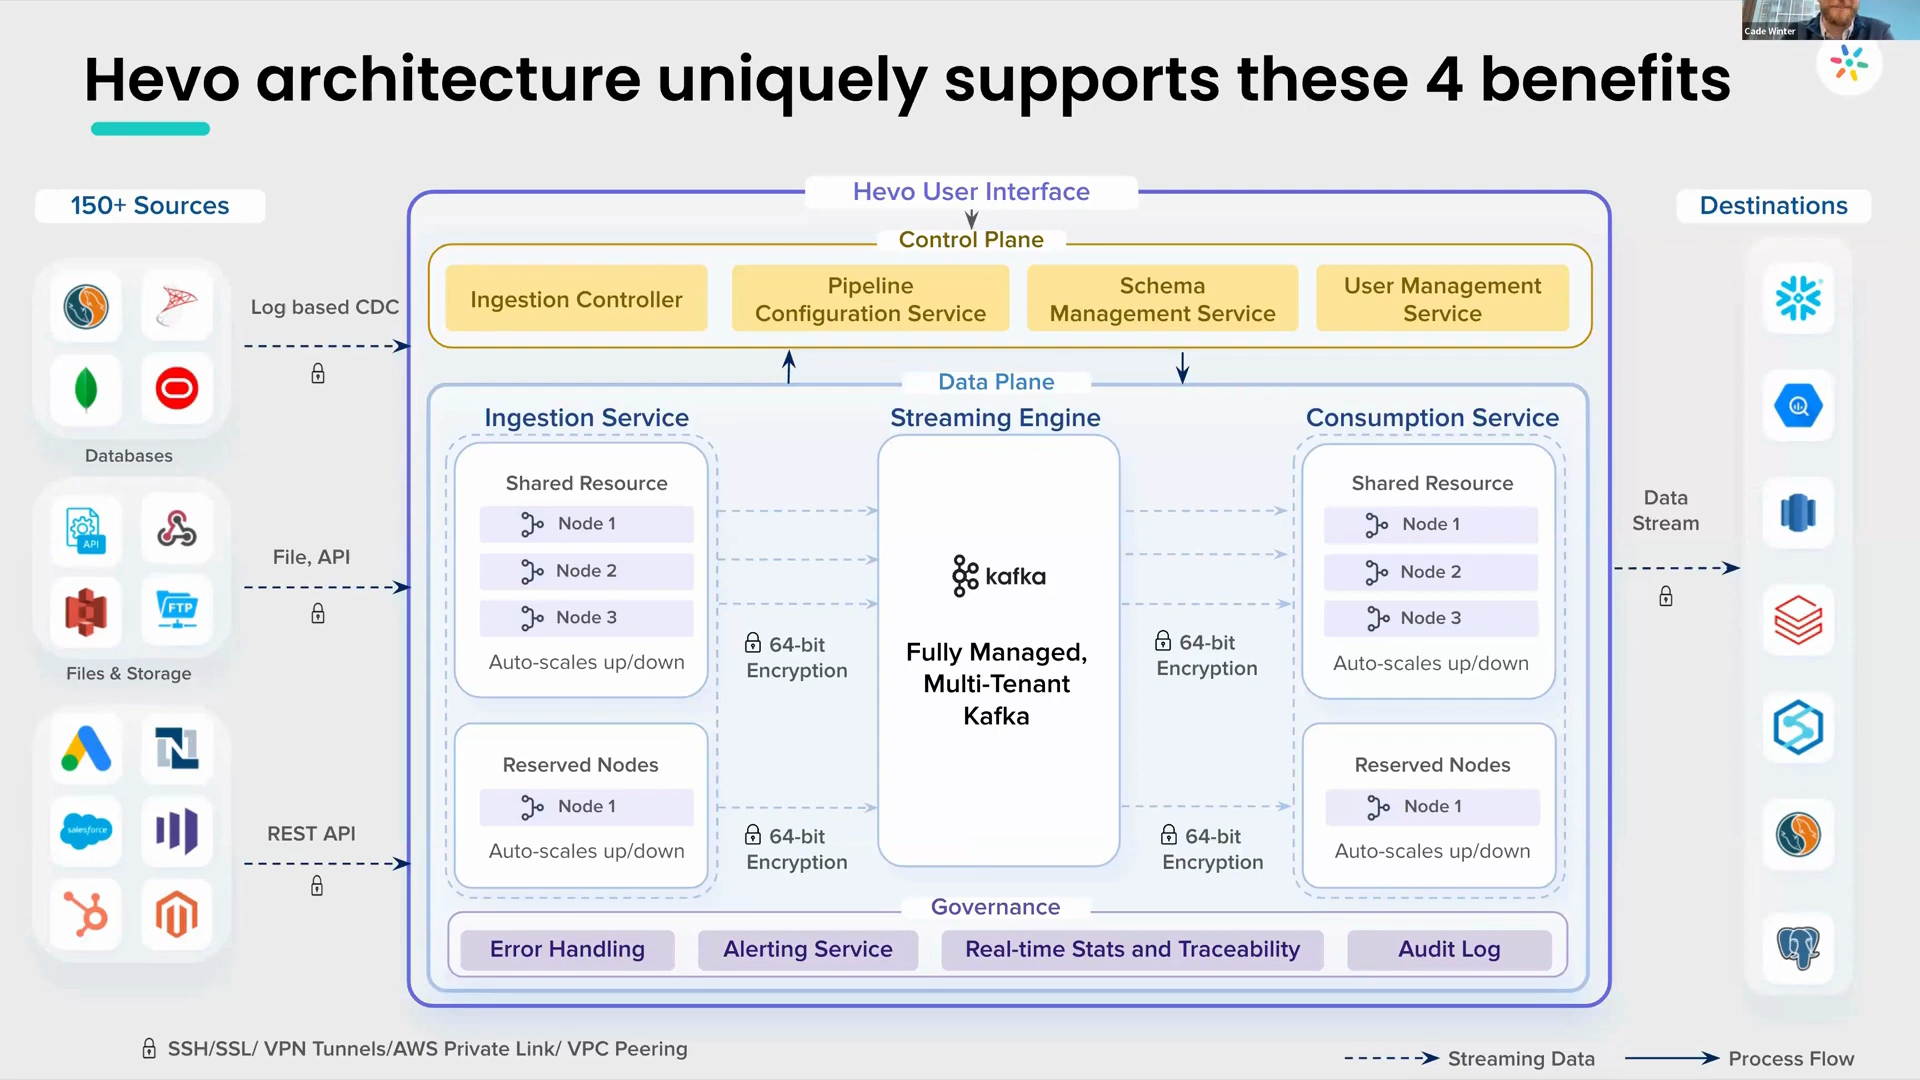 Cade Winter
Hevo architecture uniquely supports these 4 benefits
150+ Sources
Hevo User Interface
Destinations
Control Plane
Ingestion Controller
Pipeline
Configuration Service
Schema
Management Service
User Management
Service
Log based CDC
Databases
File, API
API
FTP
Files & Storage
REST API
salesforce
Data Plane
Ingestion Service
Streaming Engine
Consumption Service
Shared Resource
Node 1
Node 2
Node 3
Auto-scales up/down
Reserved Nodes
Node 1
Auto-scales up/down
64-bit
Encryption
64-bit
Encryption
kafka
Fully Managed,
Multi-Tenant
Kafka
64-bit
Encryption
64-bit
Encryption
Shared Resource
Node 1
Node 2
Node 3
Auto-scales up/down
Reserved Nodes
Node 1
Auto-scales up/down
Data
Stream
Governance
Error Handling
Alerting Service
Real-time Stats and Traceability
Audit Log
SSH/SSL/ VPN Tunnels/AWS Private Link/ VPC Peering
Streaming Data
Process Flow